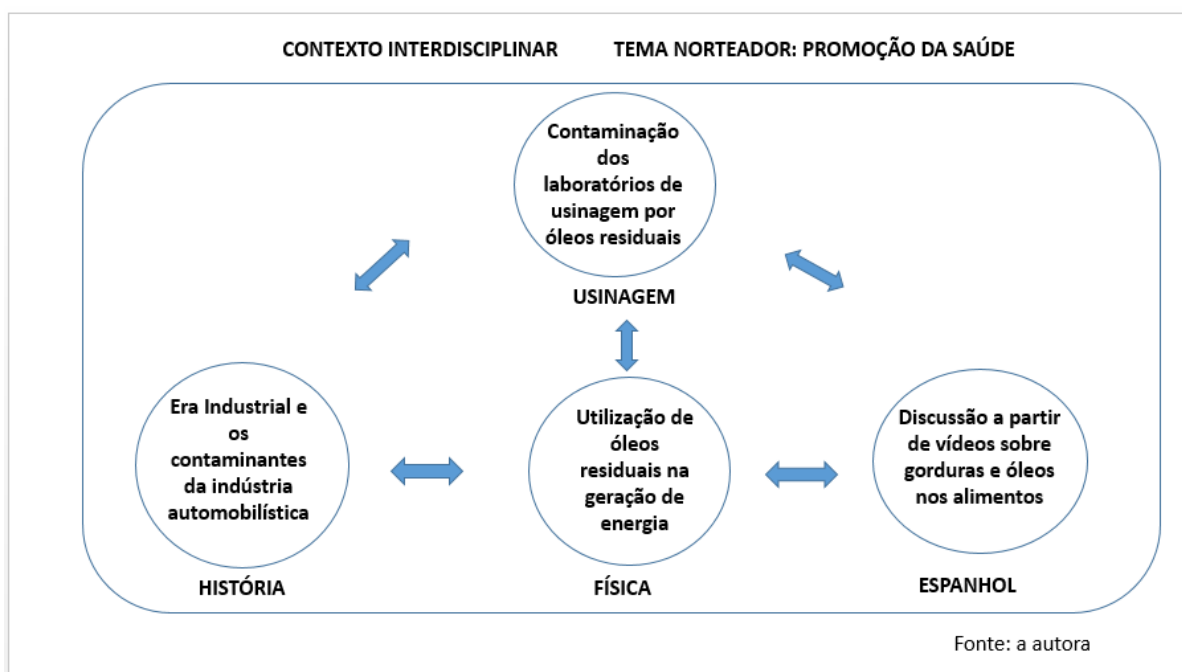 CONTEXTO INTERDISCIPLINAR TEMA NORTEADOR: PROMOÇÃO DA SAÚDE
Contaminação
dos
laboratórios de
usinagem por
óleos residuais
USINAGEM
Era Industrial e
os
contaminantes
da indústria
automobilística
HISTÓRIA
Utilização de
óleos
residuais na
geração de
energia
FÍSICA
Discussão a partir
de vídeos sobre
gorduras e óleos
nos alimentos
ESPANHOL
Fonte: a autora